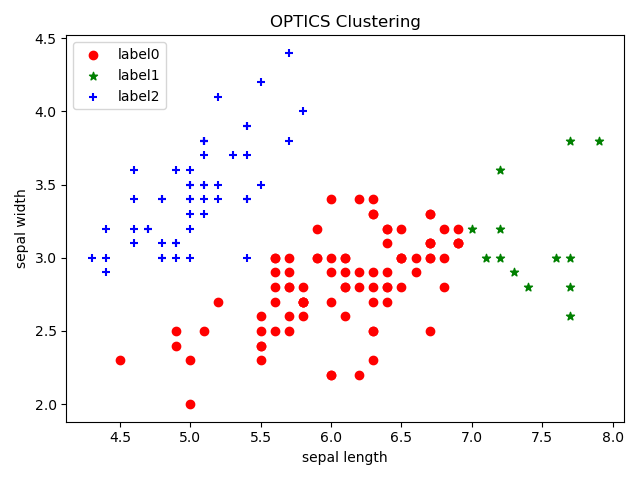 OPTICS Clustering
label0
label1
label2
sepal width
4.5
4.0
3.5
3.0
2.5
2.0
4.5 5.0 5.5 6.0 6.5 7.0 7.5 8.0
sepal length